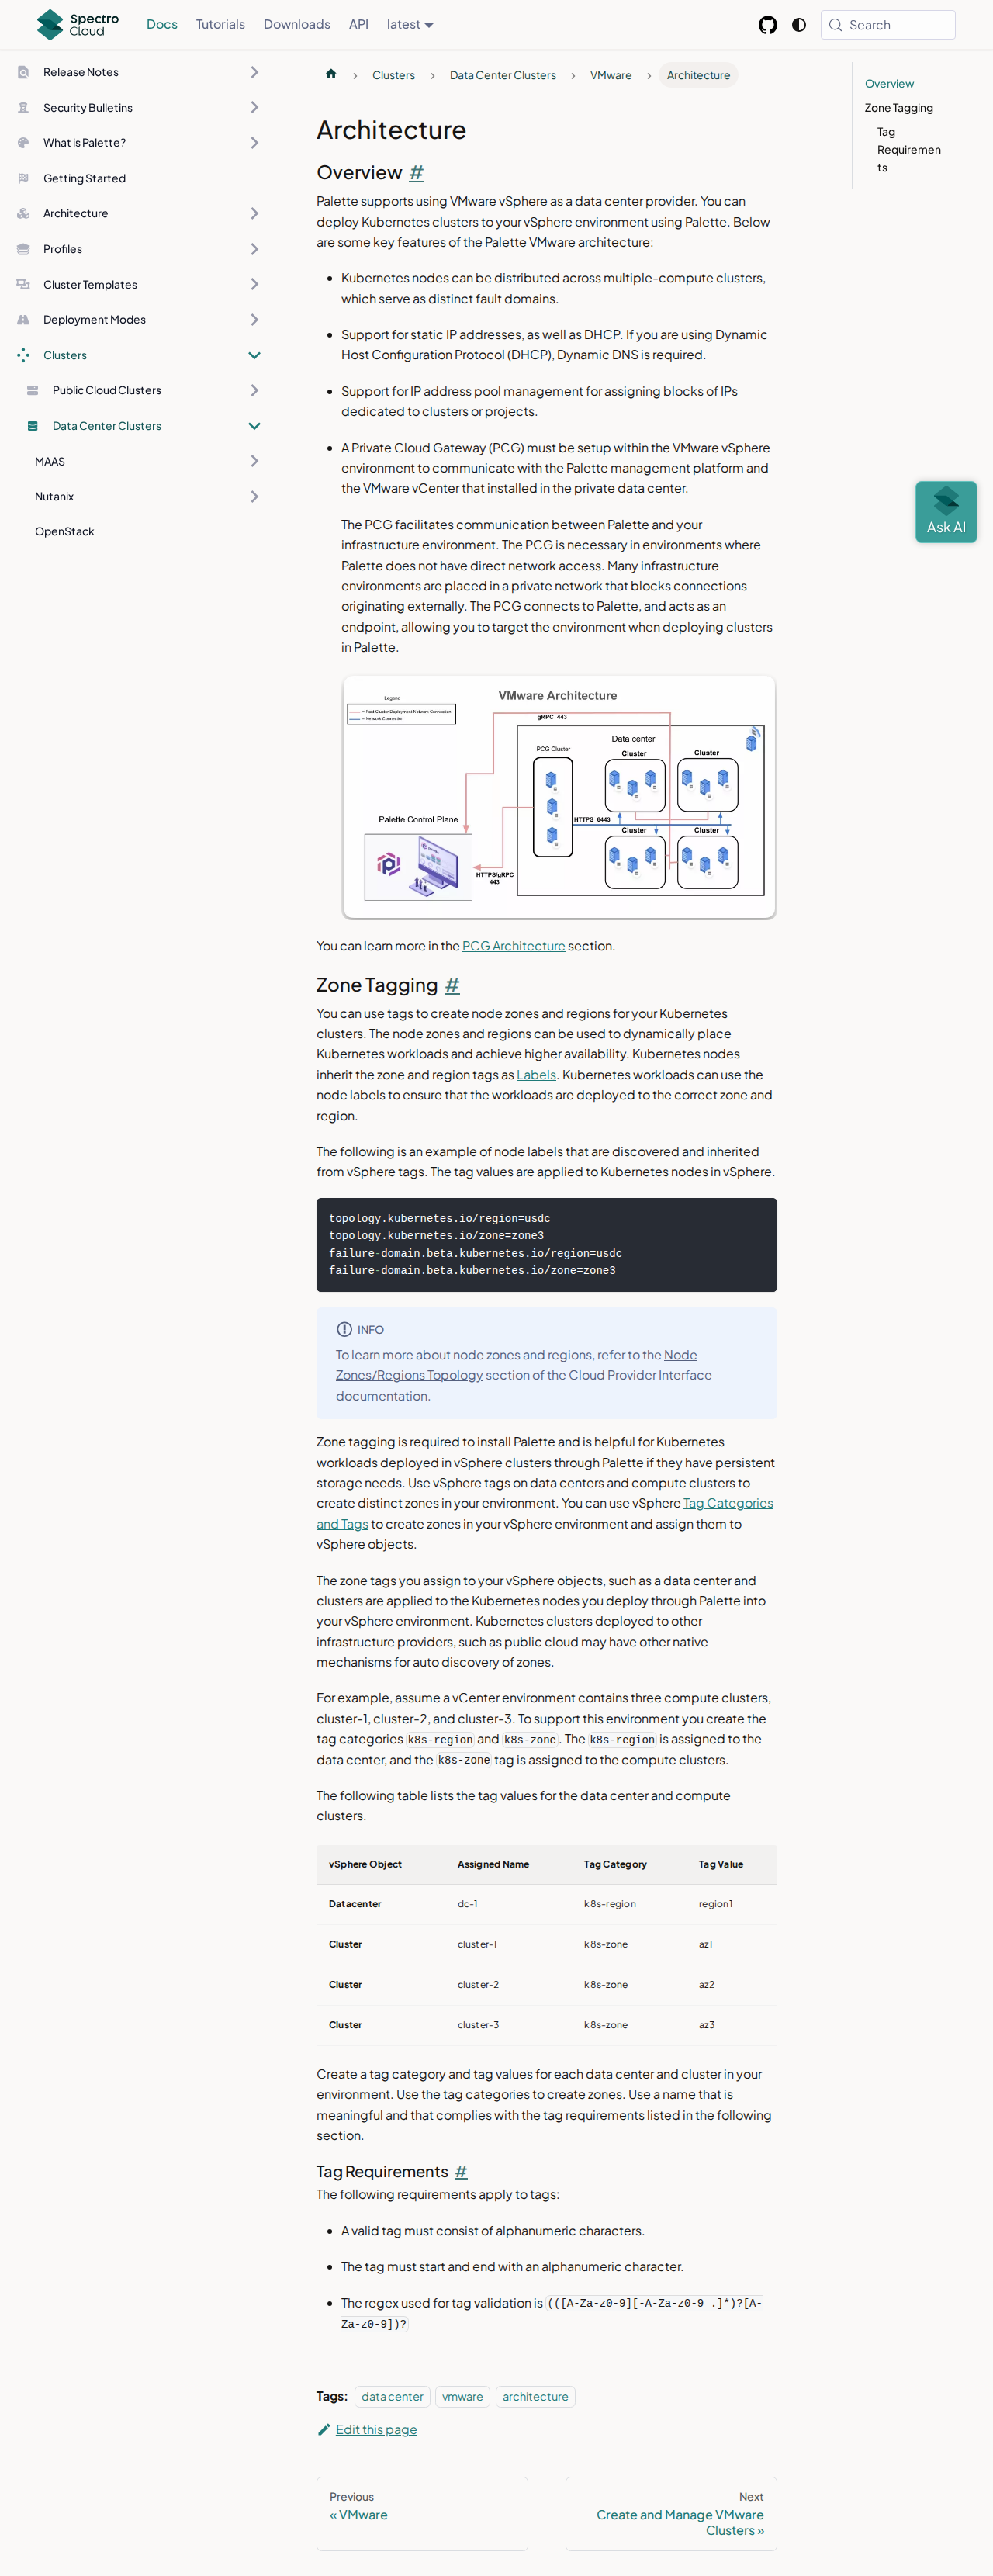 Spectro
Cloud
Docs
Tutorials
Downloads
API
latest
Search
Release Notes
Security Bulletins
What is Palette?
Getting Started
Architecture
Profiles
Cluster Templates
Deployment Modes
Clusters
Public Cloud Clusters
Data Center Clusters
MAAS
Nutanix
OpenStack
Clusters > Data Center Clusters > VMware > Architecture
Overview
Zone Tagging
Tag
Requiremen
ts
Ask AI
Architecture
Overview #
Palette supports using VMware vSphere as a data center provider. You can
deploy Kubernetes clusters to your vSphere environment using Palette. Below
are some key features of the Palette VMware architecture:
Kubernetes nodes can be distributed across multiple-compute clusters,
which serve as distinct fault domains.
Support for static IP addresses, as well as DHCP. If you are using Dynamic
Host Configuration Protocol (DHCP), Dynamic DNS is required.
Support for IP address pool management for assigning blocks of IPs
dedicated to clusters or projects.
A Private Cloud Gateway (PCG) must be setup within the VMware vSphere
environment to communicate with the Palette management platform and
the VMware vCenter that installed in the private data center.
The PCG facilitates communication between Palette and your
infrastructure environment. The PCG is necessary in environments where
Palette does not have direct network access. Many infrastructure
environments are placed in a private network that blocks connections
originating externally. The PCG connects to Palette, and acts as an
endpoint, allowing you to target the environment when deploying clusters
in Palette.
VMware Architecture
Legend
= Post Cluster Deployment Network Connection
= Network Connection
gRPC 443
Data center
PCG Cluster
Cluster
Cluster
HTTPS 6443
Cluster
Cluster
Palette Control Plane
HTTPS/gRPC
443
You can learn more in the PCG Architecture section.
Zone Tagging #
You can use tags to create node zones and regions for your Kubernetes
clusters. The node zones and regions can be used to dynamically place
Kubernetes workloads and achieve higher availability. Kubernetes nodes
inherit the zone and region tags as Labels. Kubernetes workloads can use the
node labels to ensure that the workloads are deployed to the correct zone and
region.
The following is an example of node labels that are discovered and inherited
from vSphere tags. The tag values are applied to Kubernetes nodes in vSphere.
topology.kubernetes.io/region=usdc
topology.kubernetes.io/zone=zone3
failure-domain.beta.kubernetes.io/region=usdc
failure-domain.beta.kubernetes.io/zone=zone3
INFO
To learn more about node zones and regions, refer to the Node
Zones/Regions Topology section of the Cloud Provider Interface
documentation.
Zone tagging is required to install Palette and is helpful for Kubernetes
workloads deployed in vSphere clusters through Palette if they have persistent
storage needs. Use vSphere tags on data centers and compute clusters to
create distinct zones in your environment. You can use vSphere Tag Categories
and Tags to create zones in your vSphere environment and assign them to
vSphere objects.
The zone tags you assign to your vSphere objects, such as a data center and
clusters are applied to the Kubernetes nodes you deploy through Palette into
your vSphere environment. Kubernetes clusters deployed to other
infrastructure providers, such as public cloud may have other native
mechanisms for auto discovery of zones.
For example, assume a vCenter environment contains three compute clusters,
cluster-1, cluster-2, and cluster-3. To support this environment you create the
tag categories k8s-region and k8s-zone. The k8s-region is assigned to the
data center, and the k8s-zone tag is assigned to the compute clusters.
The following table lists the tag values for the data center and compute
clusters.
vSphere Object Assigned Name Tag Category Tag Value
Datacenter dc-1 k8s-region region1
Cluster cluster-1 k8s-zone az1
Cluster cluster-2 k8s-zone az2
Cluster cluster-3 k8s-zone az3
Create a tag category and tag values for each data center and cluster in your
environment. Use the tag categories to create zones. Use a name that is
meaningful and that complies with the tag requirements listed in the following
section.
Tag Requirements #
The following requirements apply to tags:
A valid tag must consist of alphanumeric characters.
The tag must start and end with an alphanumeric character.
The regex used for tag validation is (([A-Za-z0-9][-A-Za-z0-9_.]*)?[A-
Za-z0-9])?
Tags: data center vmware architecture
Edit this page
Previous
« VMware
Next
Create and Manage VMware
Clusters »